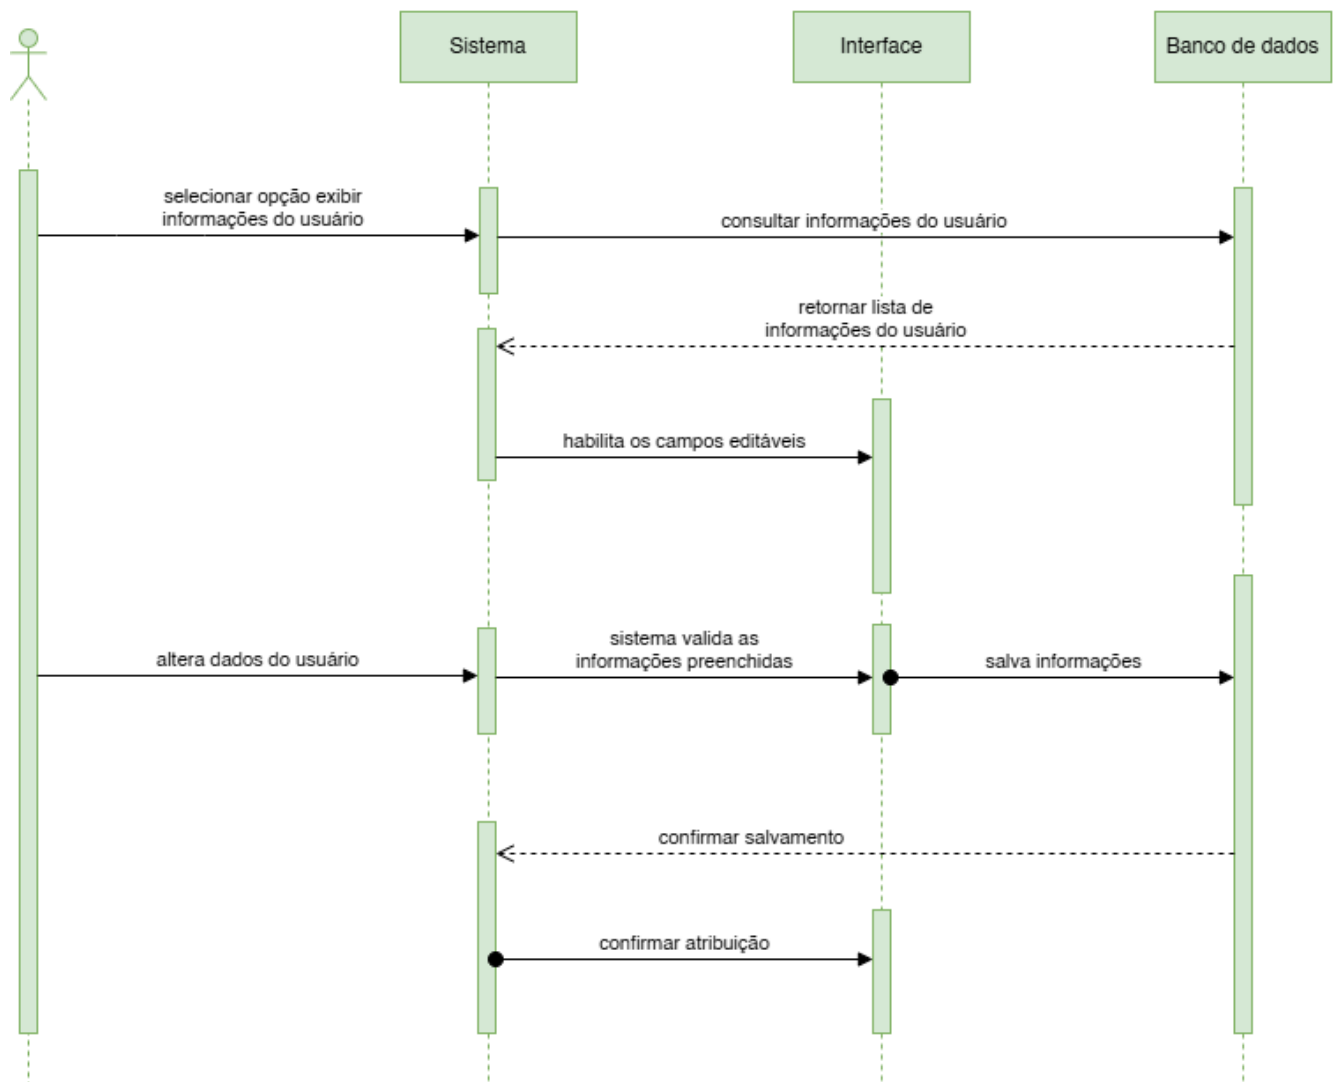 Sistema
Interface
Banco de dados
selecionar opção exibir
informações do usuário
consultar informações do usuário
retornar lista de
informações do usuário
habilita os campos editáveis
altera dados do usuário
sistema valida as
informações preenchidas
salva informações
confirmar salvamento
confirmar atribuição